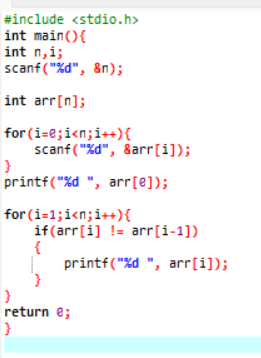 #include <stdio.h>
int main(){
int n,i;
scanf("%d", &n);
int arr[n];
for(i=0;i<n;i++){
scanf("%d", &arr[i]);
}
printf("%d ", arr[0]);
for(i=1;i<n;i++){
if(arr[i] != arr[i-1])
{
printf("%d ", arr[i]);
}
}
return 0;
}